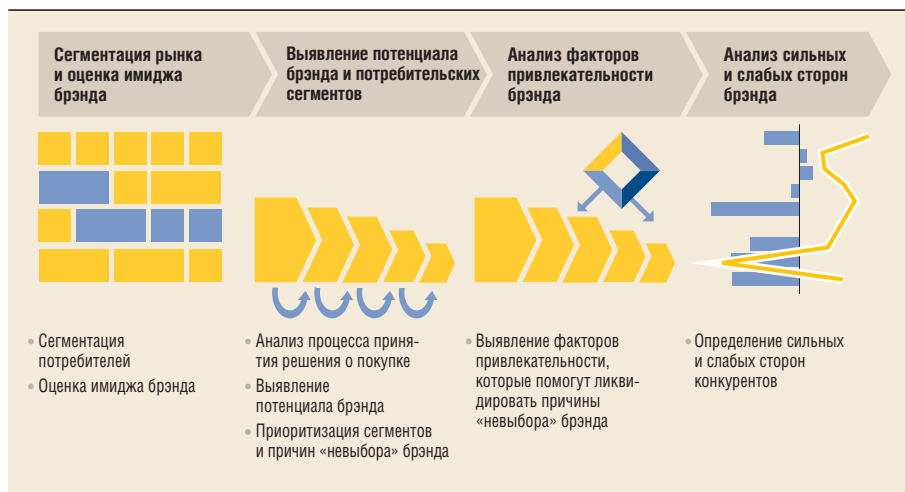 Сегментация рынка
и оценка имиджа
брэнда
Выявление потенциала
брэнда и потребительских
сегментов
Анализ факторов
привлекательности
брэнда
Анализ сильных
и слабых сторон
брэнда
• Сегментация
потребителей
• Оценка имиджа брэнда
• Анализ процесса приня-
тия решения о покупке
• Выявление
потенциала брэнда
• Приоритизация сегментов
и причин «невыбора» брэнда
• Выявление факторов
привлекательности,
которые помогут ликви-
дировать причины
«невыбора» брэнда
• Определение сильных
и слабых сторон
конкурентов